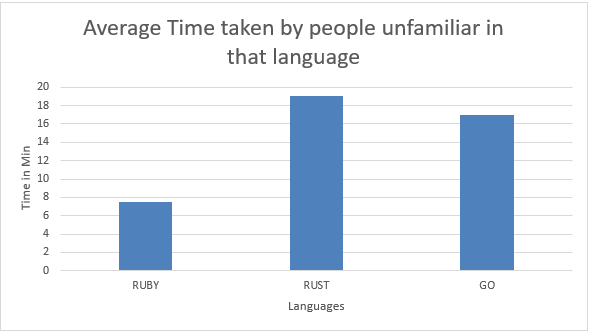 Average Time taken by people unfamiliar in
that language
20
18
16
14
12
10
8
6
4
2
0
Time in Min
RUBY RUST GO
Languages